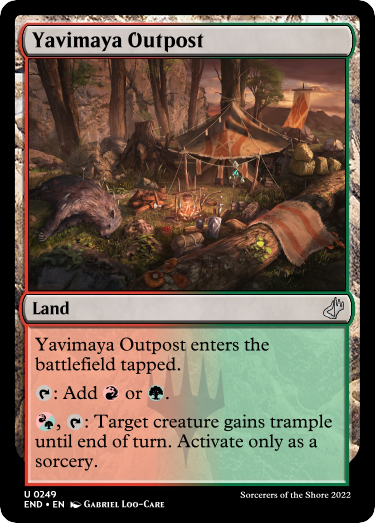 Yavimaya Outpost
Land
Yavimaya Outpost enters the
battlefield tapped.
: Add or .
, : Target creature gains trample
until end of turn. Activate only as a
sorcery.
U 0249
END • EN Gabriel Loo-Care
Sorcerers of the Shore 2022